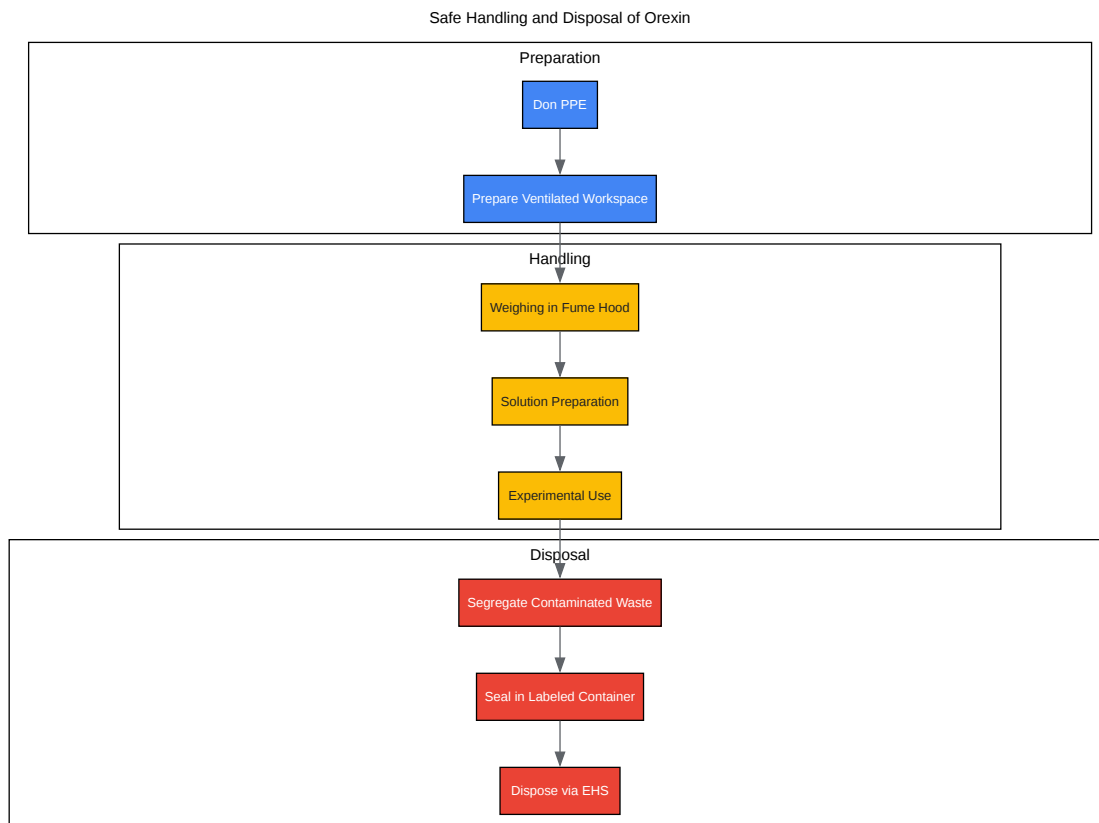 Safe Handling and Disposal of Orexin
Preparation
Don PPE
Prepare Ventilated Workspace
Handling
Weighing in Fume Hood
Solution Preparation
Experimental Use
Disposal
Segregate Contaminated Waste
Seal in Labeled Container
Dispose via EHS